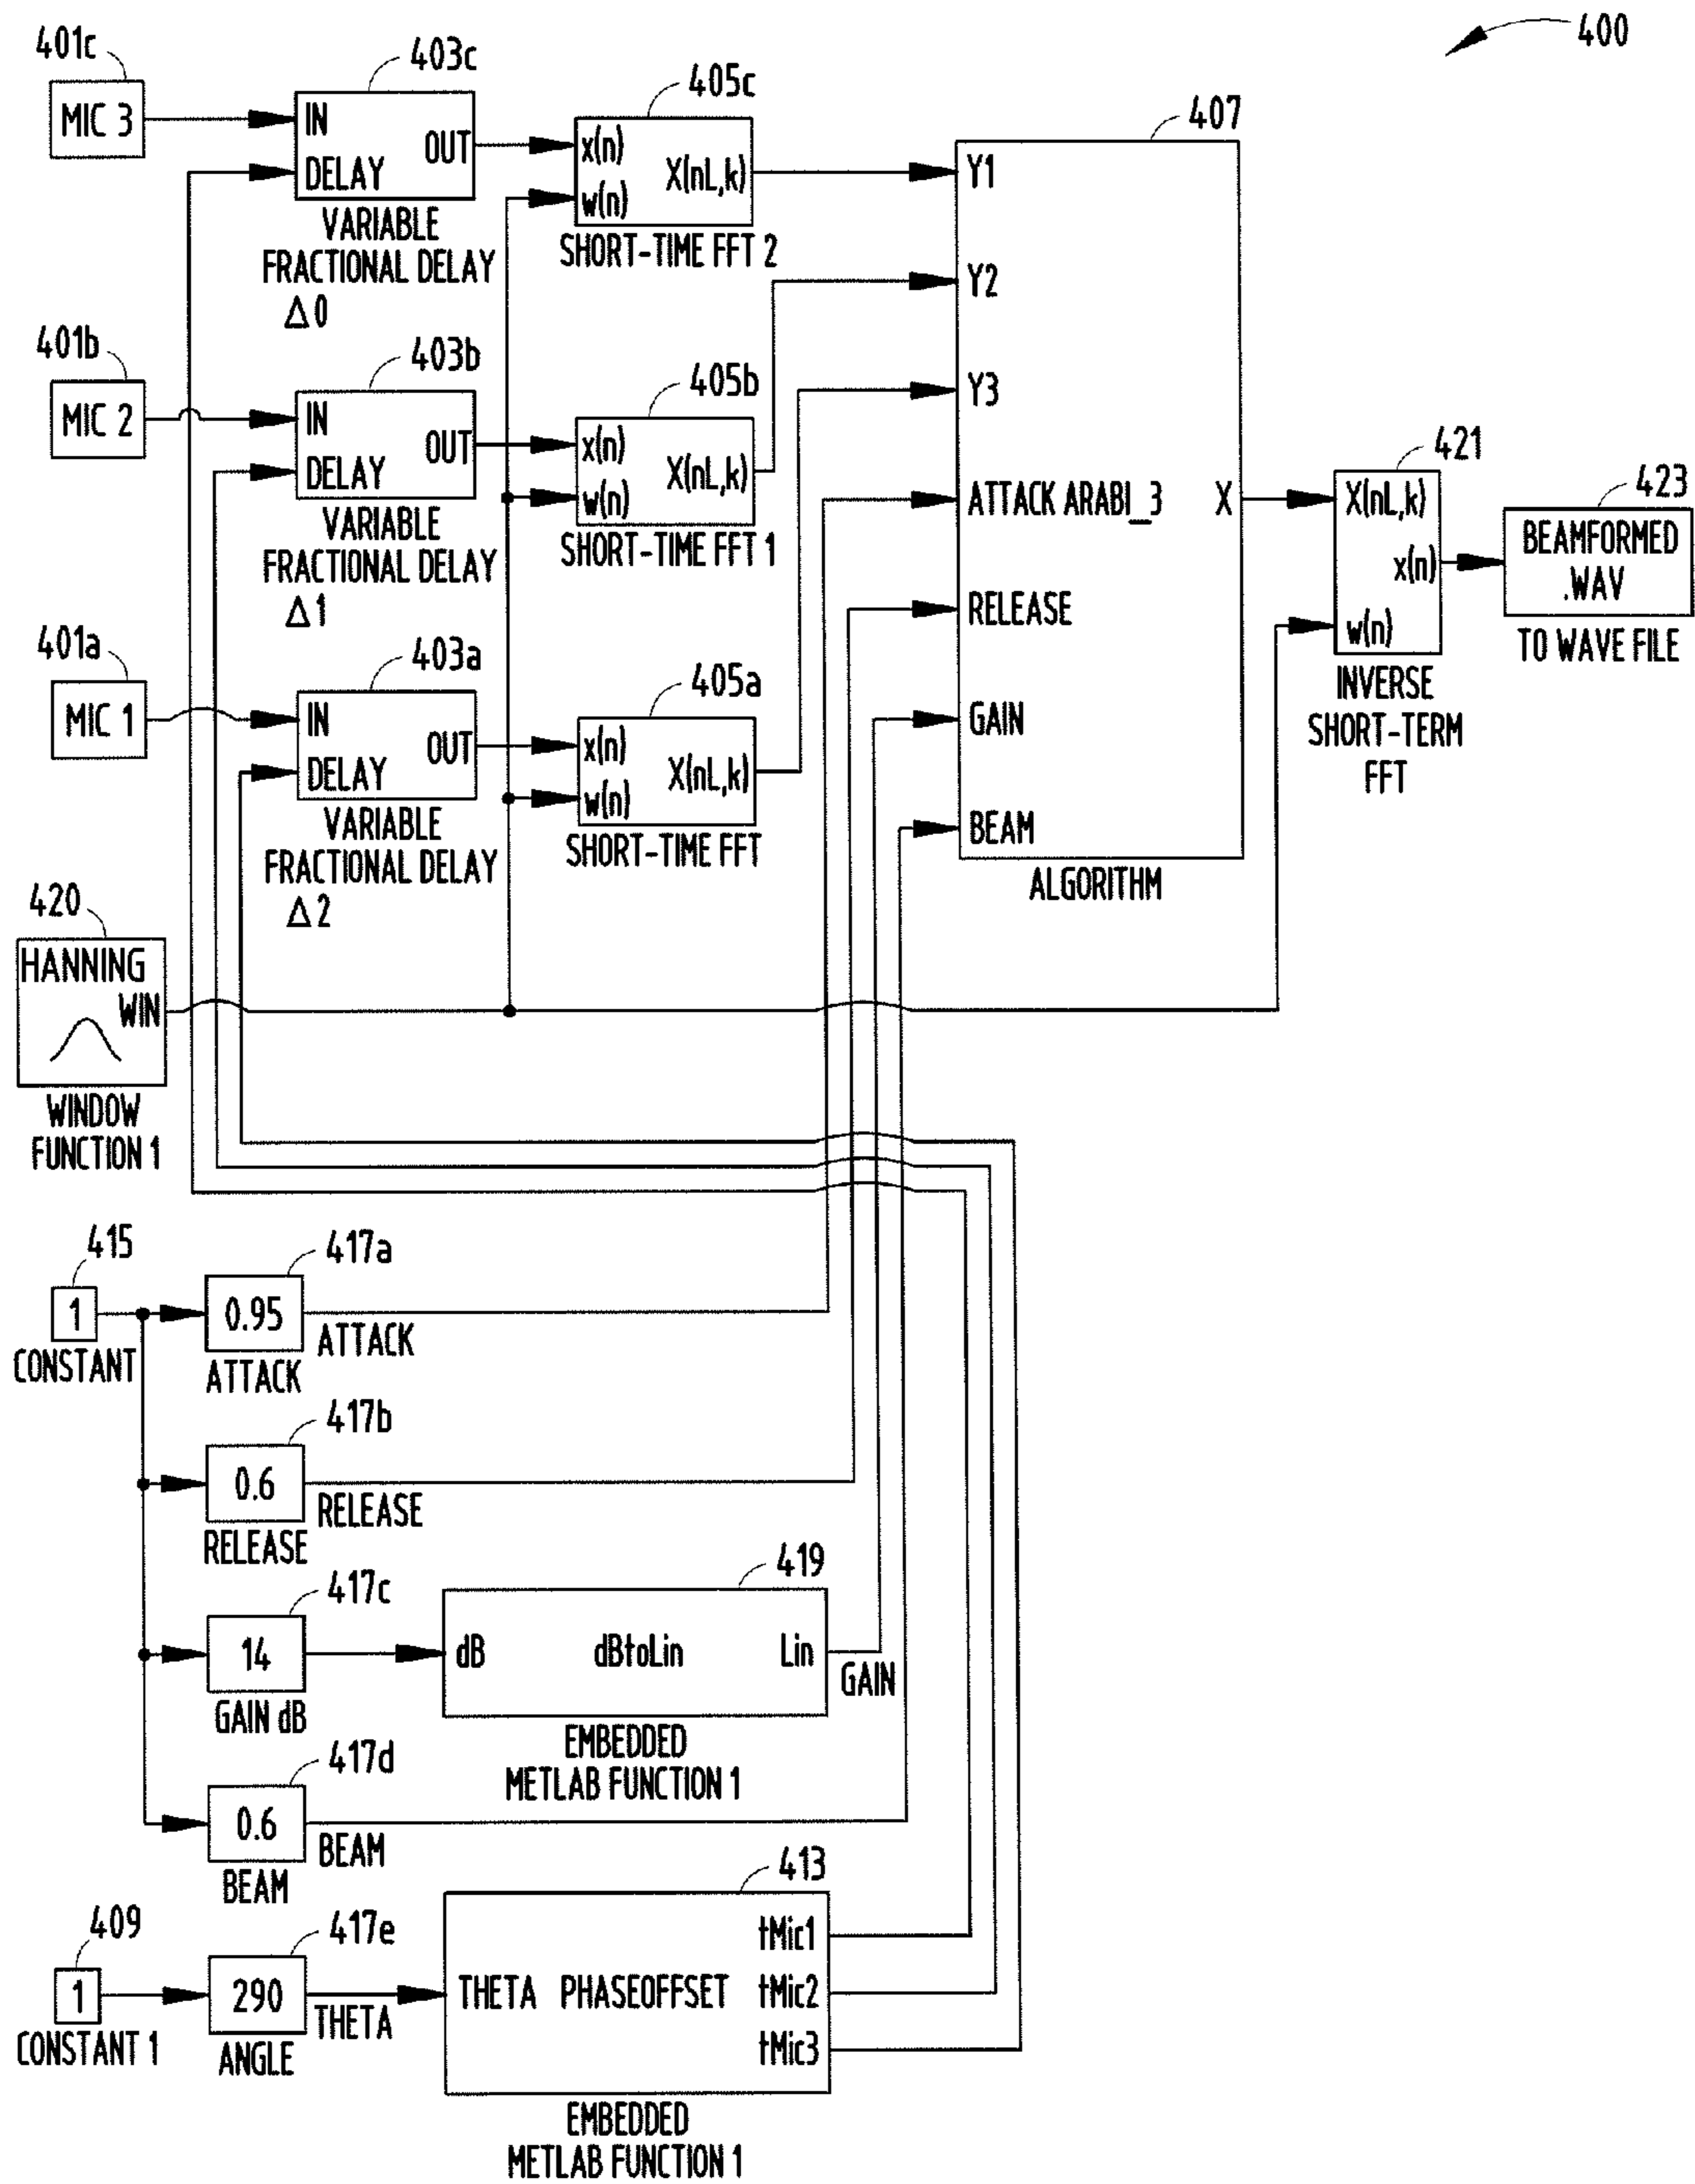 400
401c
MIC 3
403c
IN
DELAY
OUT
VARIABLE
FRACTIONAL DELAY
Δ0
405c
x(n)
w(n)
X(nL,k)
SHORT-TIME FFT 2
407
Y1
Y2
Y3
ATTACK ARABI_3
X
RELEASE
GAIN
BEAM
ALGORITHM
401b
MIC 2
403b
IN
DELAY
OUT
VARIABLE
FRACTIONAL DELAY
Δ1
405b
x(n)
w(n)
X(nL,k)
SHORT-TIME FFT 1
421
X(nL,k)
x(n)
w(n)
INVERSE
SHORT-TERM
FFT
423
BEAMFORMED
.WAV
TO WAVE FILE
401a
MIC 1
403a
IN
DELAY
OUT
VARIABLE
FRACTIONAL DELAY
Δ2
405a
x(n)
w(n)
X(nL,k)
SHORT-TIME FFT
420
HANNING
WIN
WINDOW
FUNCTION 1
415
1
CONSTANT
417a
0.95
ATTACK
ATTACK
417b
0.6
RELEASE
RELEASE
417c
14
GAIN dB
419
dB
dBtoLin
Lin
GAIN
EMBEDDED
METLAB FUNCTION 1
417d
0.6
BEAM
BEAM
409
1
CONSTANT 1
417e
290
THETA
ANGLE
413
THETA PHASEOFFSET
tMic1
tMic2
tMic3
EMBEDDED
METLAB FUNCTION 1